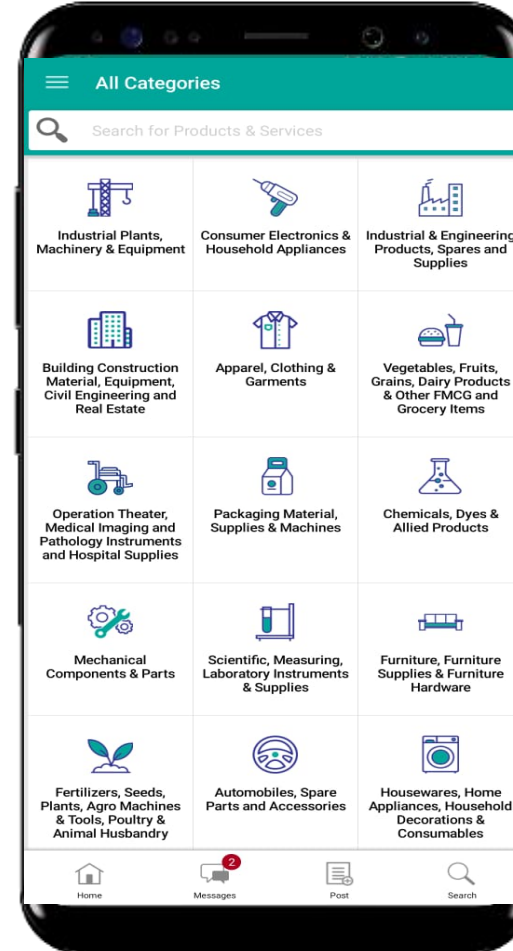 All Categories
Search for Products & Services
Industrial Plants,
Machinery & Equipment
Consumer Electronics &
Household Appliances
Industrial & Engineering
Products, Spares and
Supplies
Building Construction
Material, Equipment,
Civil Engineering and
Real Estate
Apparel, Clothing &
Garments
Vegetables, Fruits,
Grains, Dairy Products
& Other FMCG and
Grocery Items
Operation Theater,
Medical Imaging and
Pathology Instruments
and Hospital Supplies
Packaging Material,
Supplies & Machines
Chemicals, Dyes &
Allied Products
Mechanical
Components & Parts
Scientific, Measuring,
Laboratory Instruments
& Supplies
Furniture, Furniture
Supplies & Furniture
Hardware
Fertilizers, Seeds,
Plants, Agro Machines
& Tools, Poultry &
Animal Husbandry
Automobiles, Spare
Parts and Accessories
Housewares, Home
Appliances, Household
Decorations &
Consumables
2
Home
Messages
Post
Search